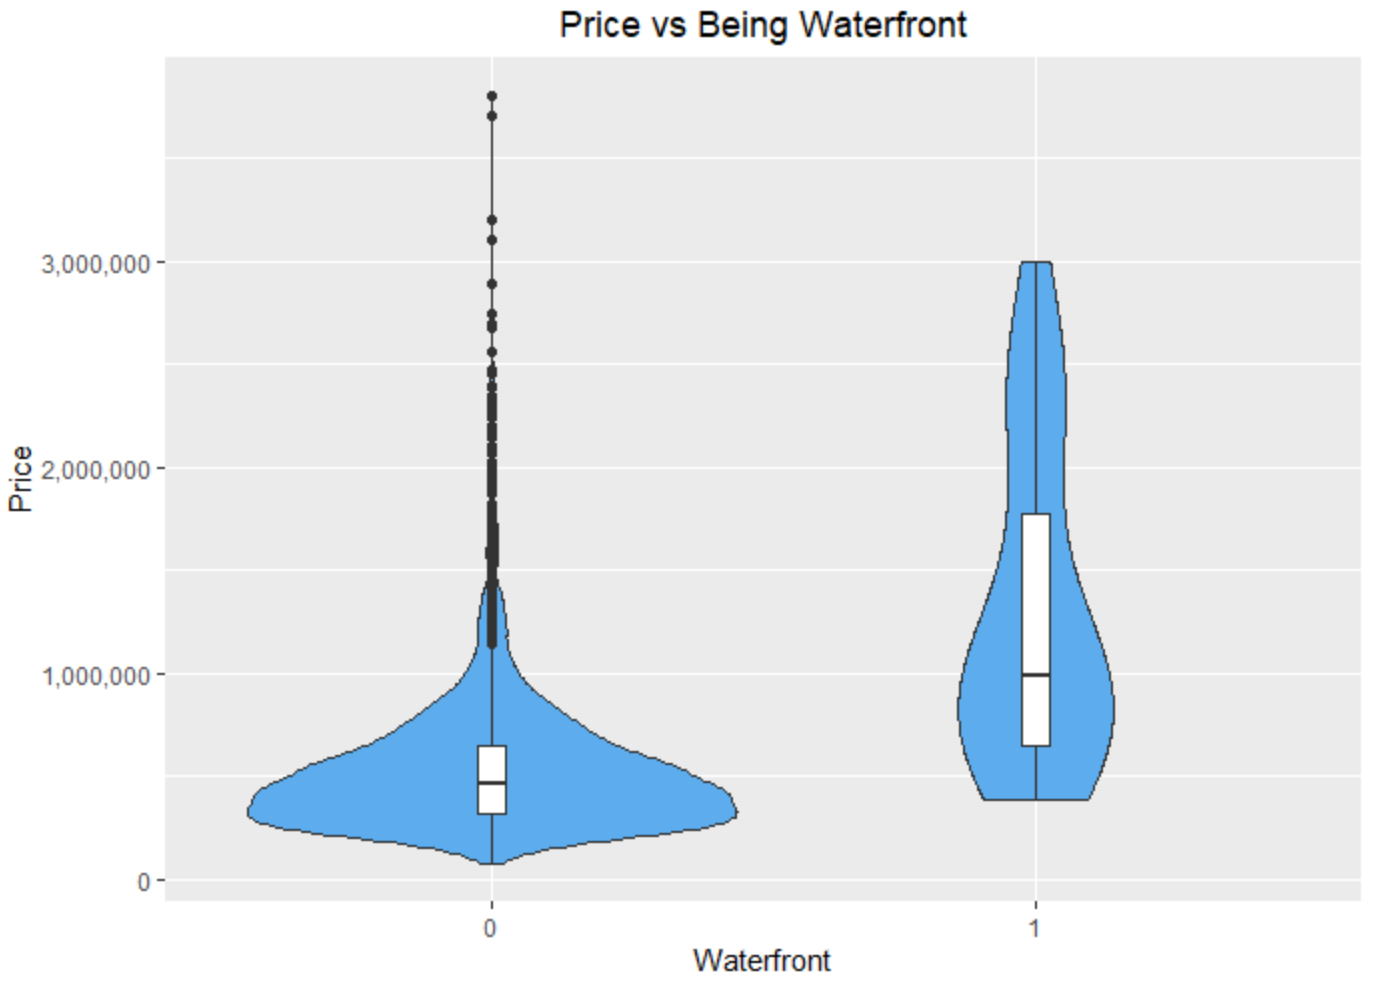 Price vs Being Waterfront
Price
3,000,000
2,000,000
1,000,000
0
0 1
Waterfront